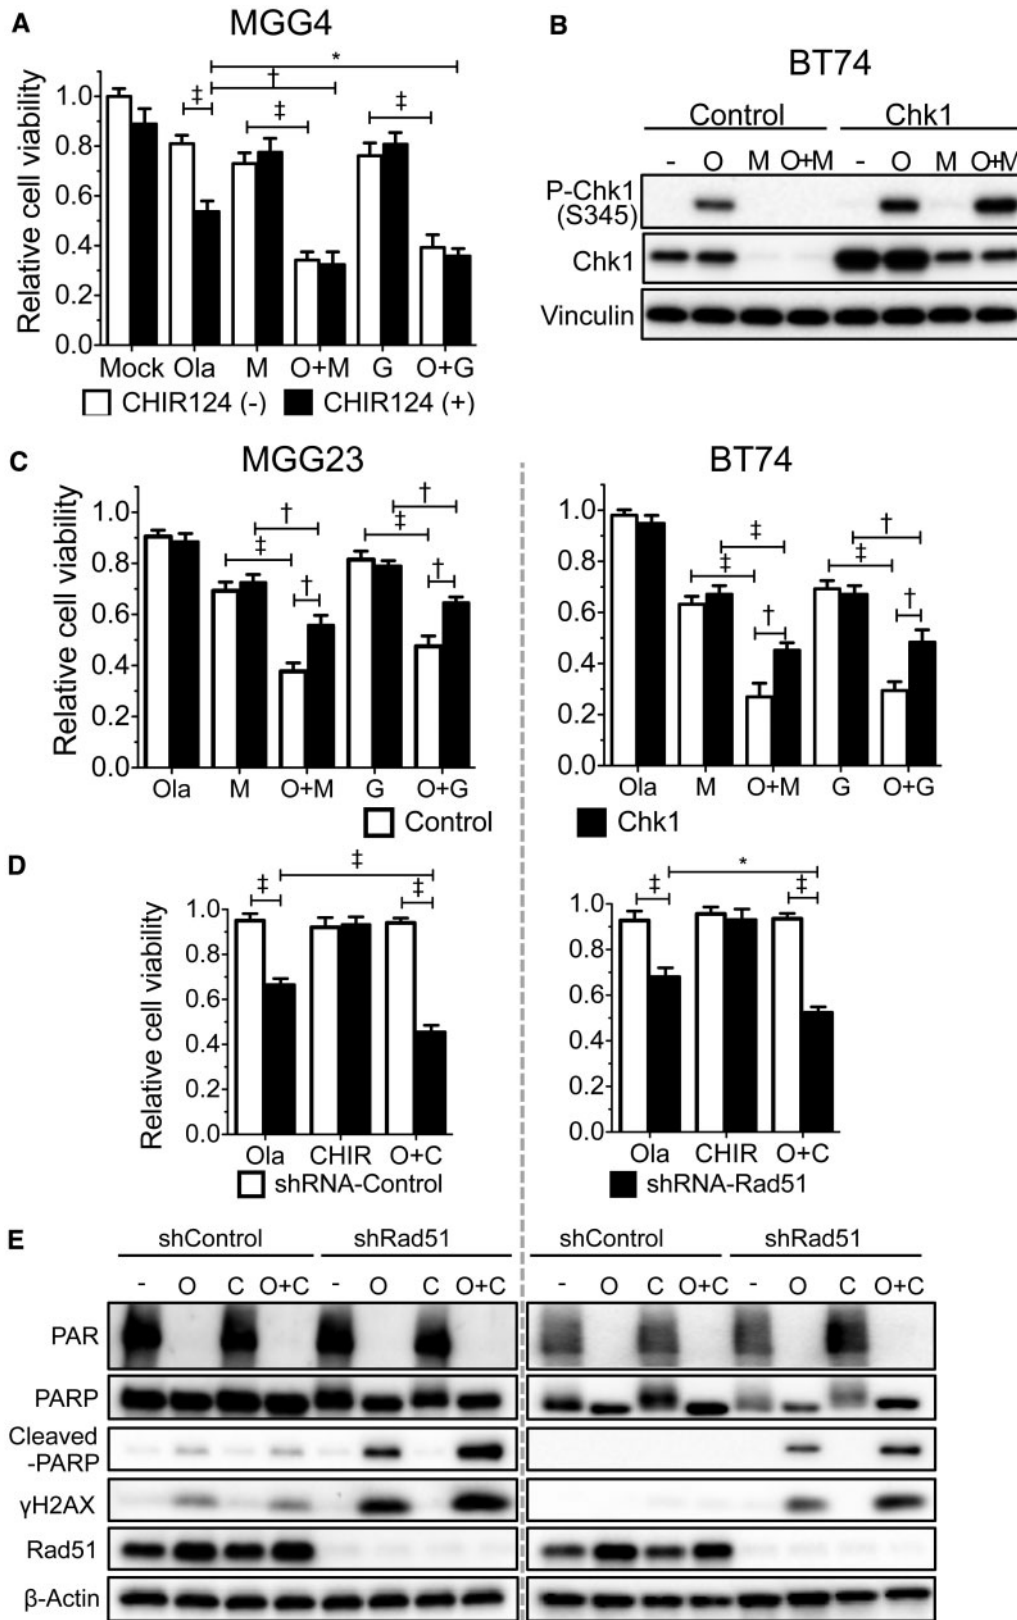 A
MGG4
Relative cell viability
1.0
0.8
0.6
0.4
0.2
0.0
* † ‡ ‡ ‡
Mock Ola M O+M G O+G
CHIR124 (-) CHIR124 (+)
B
BT74
Control Chk1
- O M O+M - O M O+M
P-Chk1
(S345)
Chk1
Vinculin
C
MGG23
Relative cell viability
1.0
0.8
0.6
0.4
0.2
0.0
† † ‡ ‡ † †
Ola M O+M G O+G
BT74
1.0
0.8
0.6
0.4
0.2
0.0
‡ † ‡ ‡ † †
Ola M O+M G O+G
Control Chk1
D
Relative cell viability
1.0
0.8
0.6
0.4
0.2
0.0
‡ ‡ ‡
Ola CHIR O+C
1.0
0.8
0.6
0.4
0.2
0.0
‡ * ‡
Ola CHIR O+C
shRNA-Control shRNA-Rad51
E
shControl shRad51 shControl shRad51
- O C O+C - O C O+C - O C O+C - O C O+C
PAR
PARP
Cleaved
-PARP
γH2AX
Rad51
β-Actin